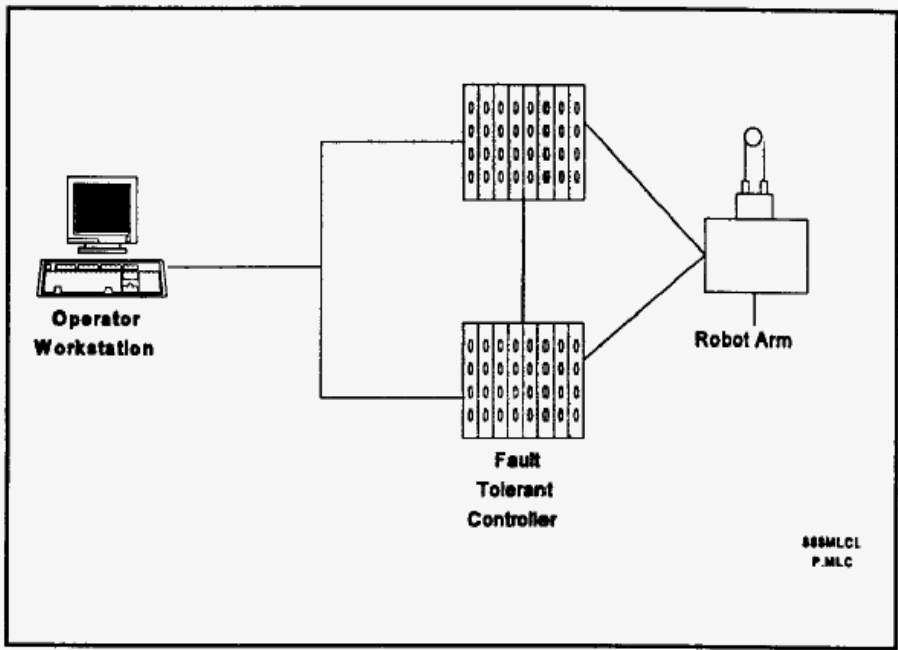 Operator
Workstation
Robot Arm
Fault
Tolerant
Controller
P.MLC